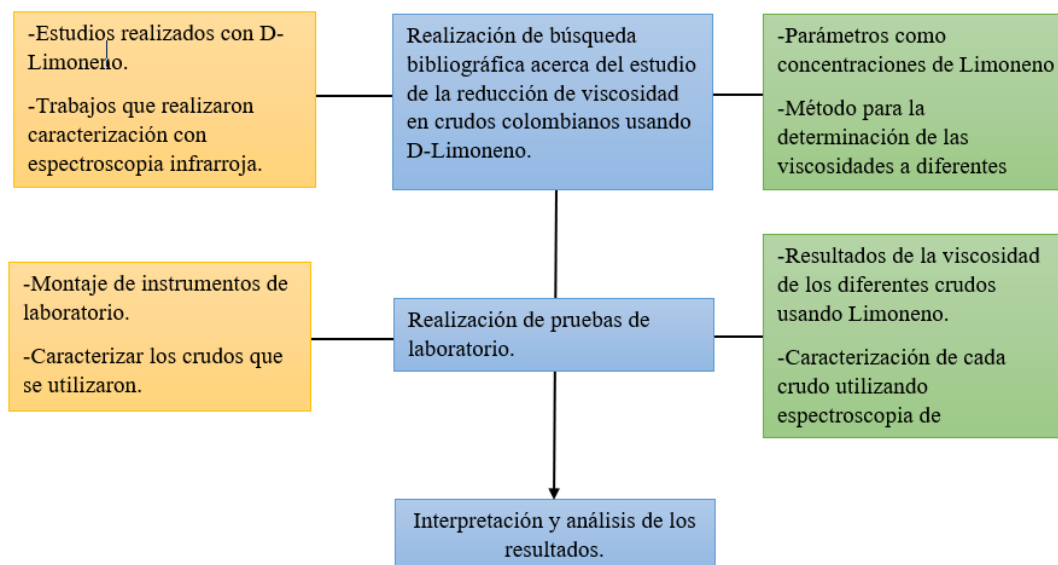 -Estudios realizados con D-
Limoneno.
-Trabajos que realizaron
caracterización con
espectroscopia infrarroja.
Realización de búsqueda
bibliográfica acerca del estudio
de la reducción de viscosidad
en crudos colombianos usando
D-Limoneno.
-Parámetros como
concentraciones de Limoneno
-Método para la
determinación de las
viscosidades a diferentes
-Montaje de instrumentos de
laboratorio.
-Caracterizar los crudos que
se utilizaron.
Realización de pruebas de
laboratorio.
-Resultados de la viscosidad
de los diferentes crudos
usando Limoneno.
-Caracterización de cada
crudo utilizando
espectroscopia de
Interpretación y análisis de los
resultados.